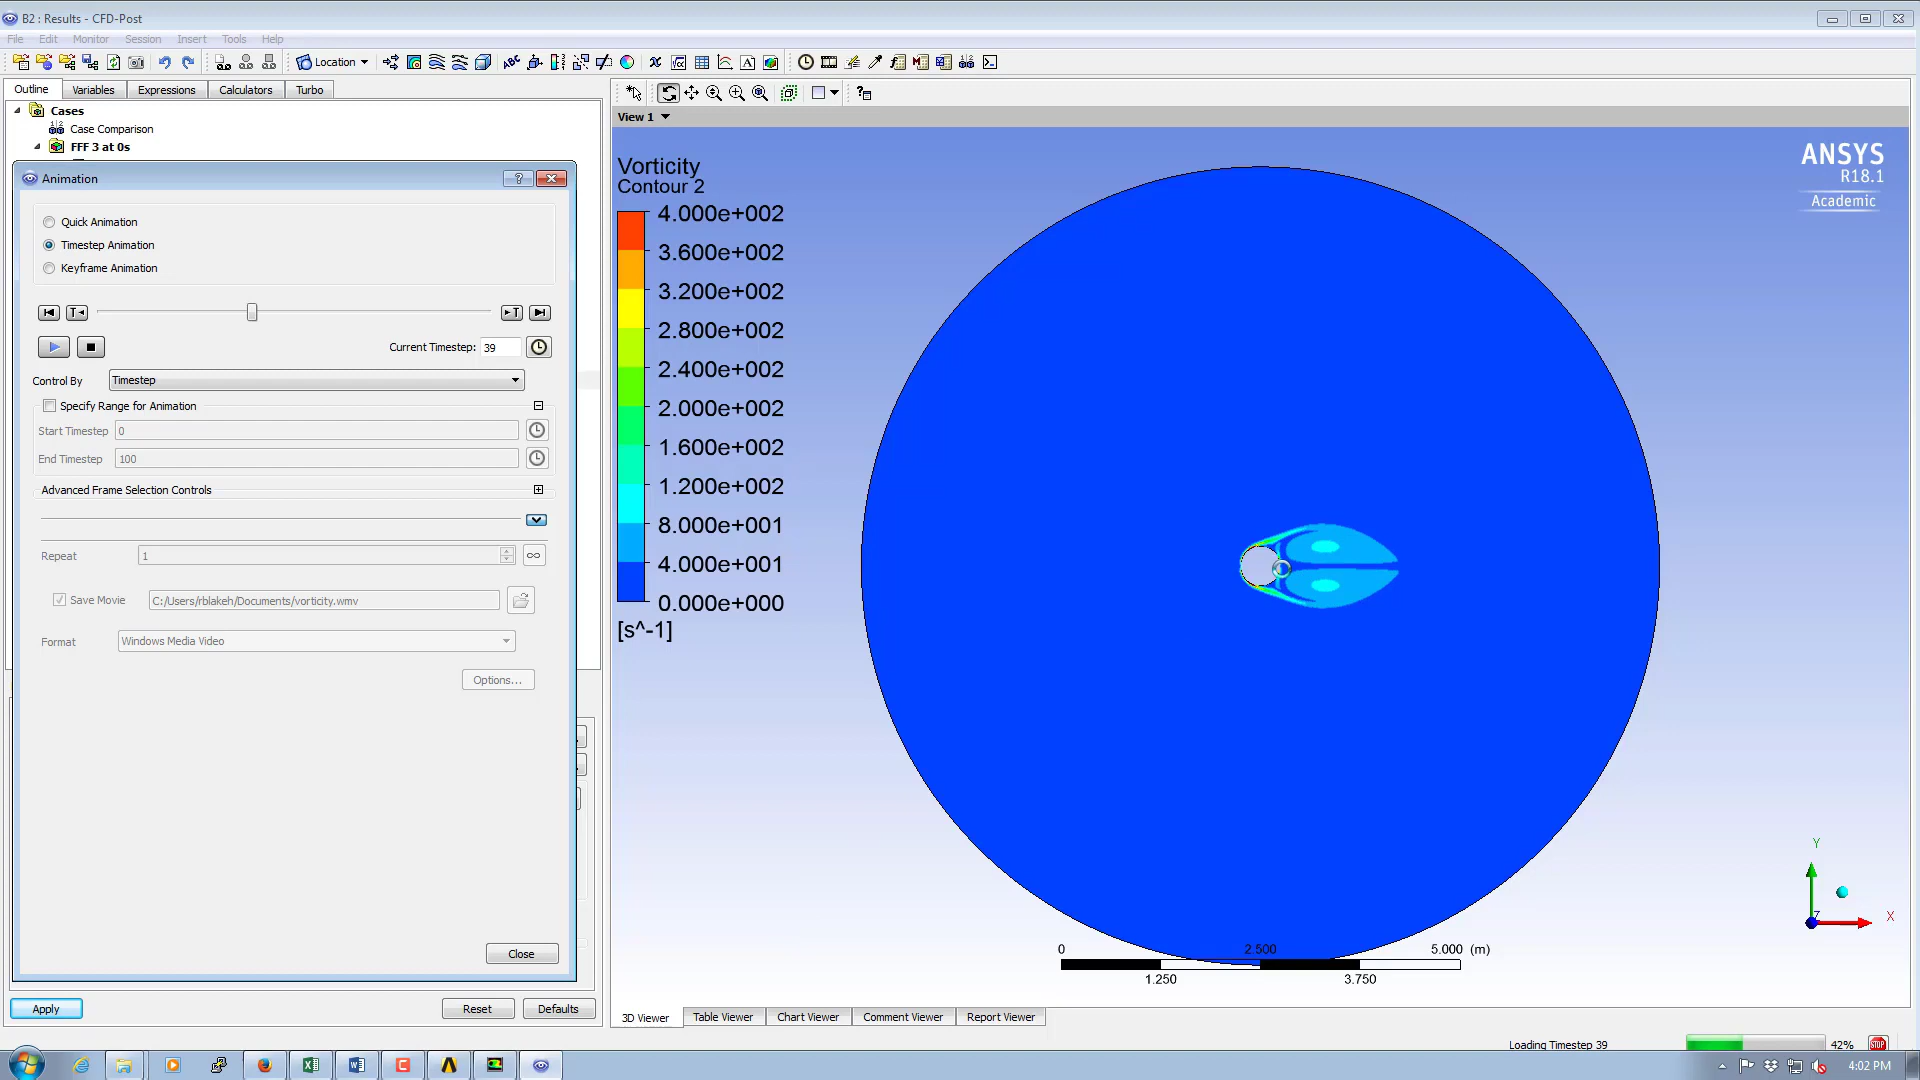 B2 : Results - CFD-Post
File Edit Monitor Session Insert Tools Help
Location
Outline Variables Expressions Calculators Turbo
Cases
Case Comparison
FFF 3 at 0s
Animation
Quick Animation
Timestep Animation
Keyframe Animation
Current Timestep: 39
Control By Timestep
Specify Range for Animation
Start Timestep 0
End Timestep 100
Advanced Frame Selection Controls
Repeat 1
Save Movie C:/Users/rblakeh/Documents/vorticity.wmv
Format Windows Media Video
Options...
Close
Apply Reset Defaults
View 1
Vorticity
Contour 2
4.000e+002
3.600e+002
3.200e+002
2.800e+002
2.400e+002
2.000e+002
1.600e+002
1.200e+002
8.000e+001
4.000e+001
0.000e+000
[s^-1]
ANSYS
R18.1
Academic
Y
Z
X
0 2.500 5.000 (m)
1.250 3.750
3D Viewer Table Viewer Chart Viewer Comment Viewer Report Viewer
Loading Timestep 39 42% STOP
4:02 PM